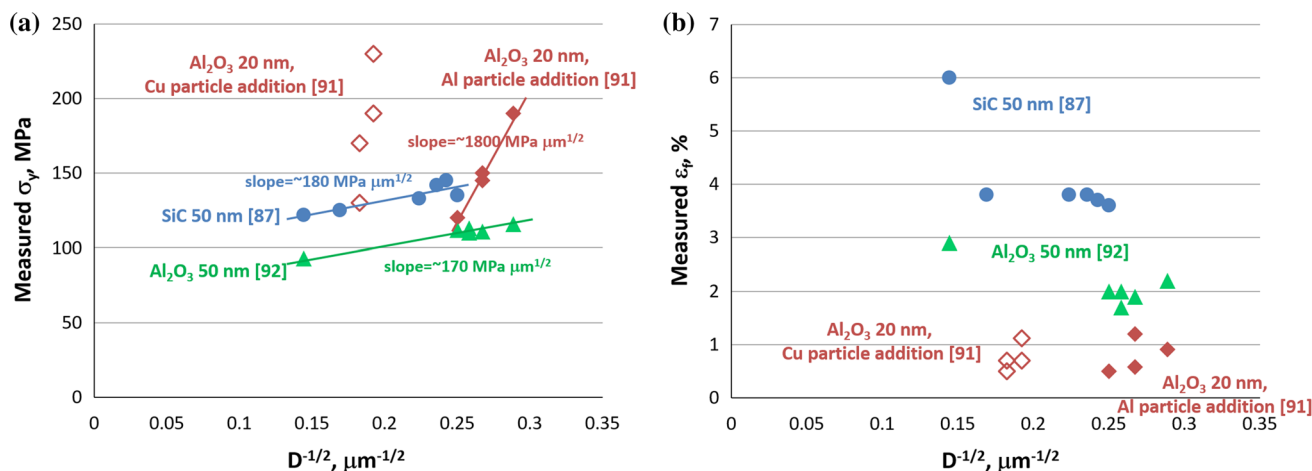 (a)
Measured σy, MPa
250
200
150
100
50
0
0
0.05
0.1
0.15
0.2
0.25
0.3
0.35
D-1/2, μm-1/2
Al2O3 20 nm,
Cu particle addition [91]
Al2O3 20 nm,
Al particle addition [91]
slope=~1800 MPa μm1/2
slope=~180 MPa μm1/2
SiC 50 nm [87]
Al2O3 50 nm [92]
slope=~170 MPa μm1/2
(b)
Measured εf, %
7
6
5
4
3
2
1
0
0
0.05
0.1
0.15
0.2
0.25
0.3
0.35
D-1/2, μm-1/2
SiC 50 nm [87]
Al2O3 50 nm [92]
Al2O3 20 nm,
Cu particle addition [91]
Al2O3 20 nm,
Al particle addition [91]